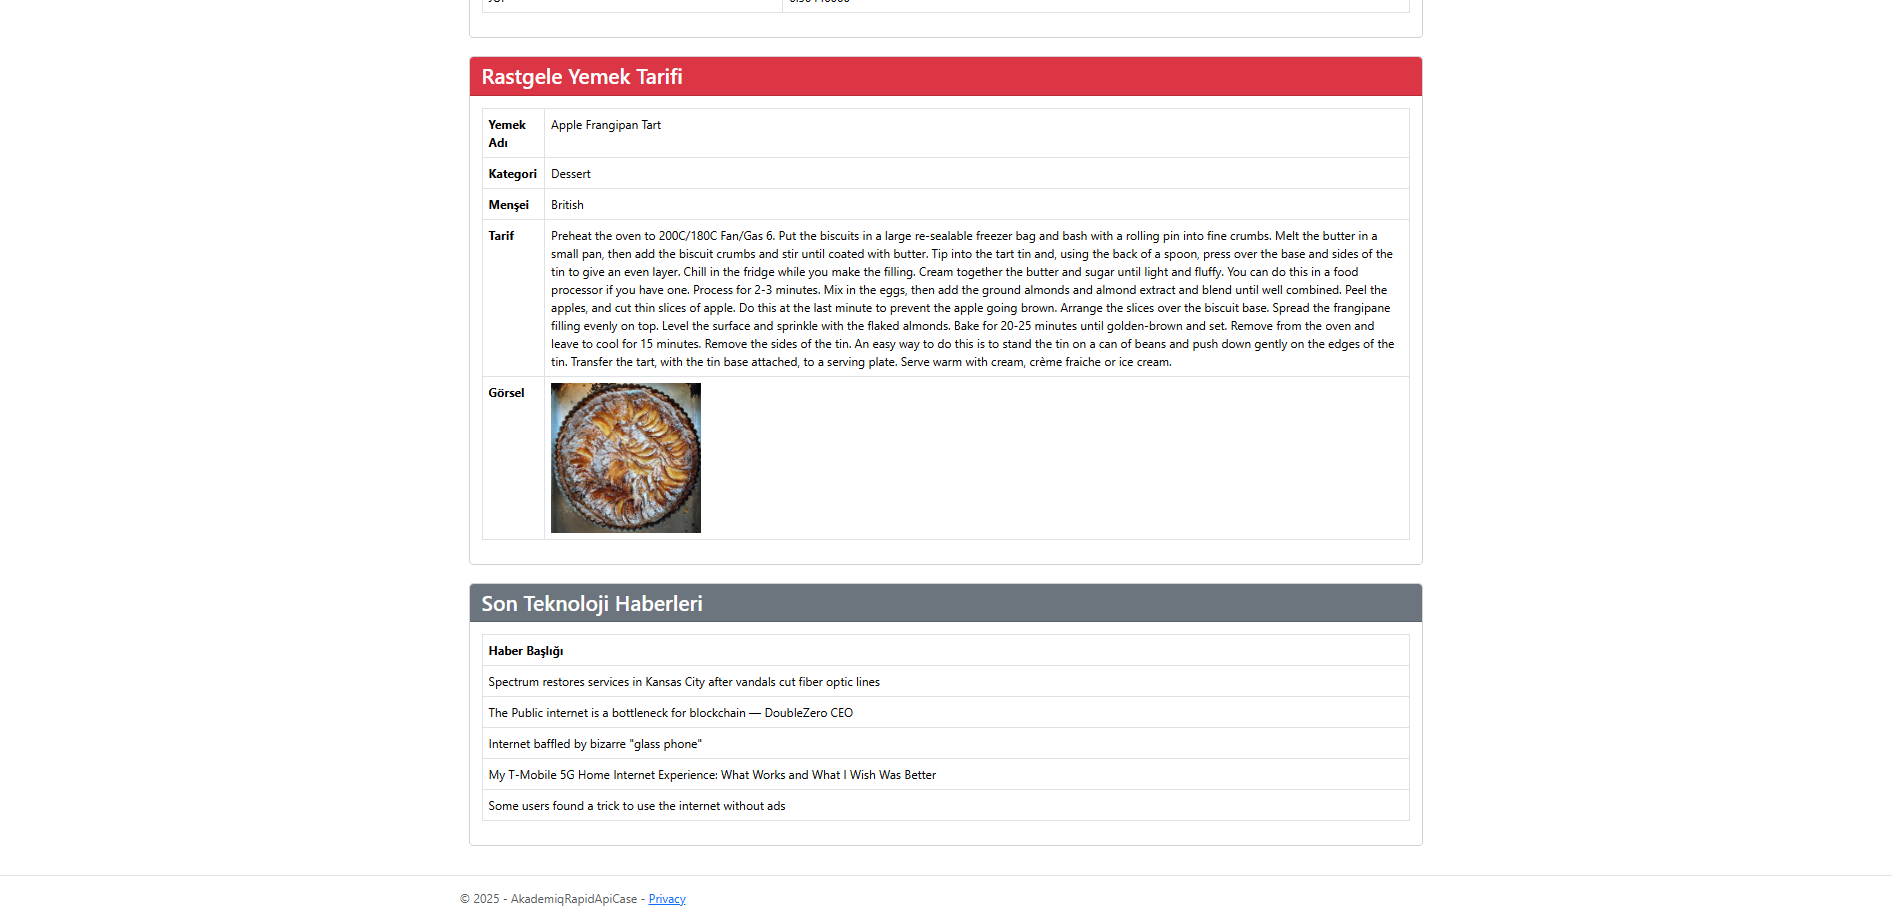 Rastgele Yemek Tarifi
Yemek Adı
Apple Frangipan Tart
Kategori
Dessert
Menşei
British
Tarif
Preheat the oven to 200C/180C Fan/Gas 6. Put the biscuits in a large re-sealable freezer bag and bash with a rolling pin into fine crumbs. Melt the butter in a
small pan, then add the biscuit crumbs and stir until coated with butter. Tip into the tart tin and, using the back of a spoon, press over the base and sides of the
tin to give an even layer. Chill in the fridge while you make the filling. Cream together the butter and sugar until light and fluffy. You can do this in a food
processor if you have one. Process for 2-3 minutes. Mix in the eggs, then add the ground almonds and almond extract and blend until well combined. Peel the
apples, and cut thin slices of apple. Do this at the last minute to prevent the apple going brown. Arrange the slices over the biscuit base. Spread the frangipane
filling evenly on top. Level the surface and sprinkle with the flaked almonds. Bake for 20-25 minutes until golden-brown and set. Remove from the oven and
leave to cool for 15 minutes. Remove the sides of the tin. An easy way to do this is to stand the tin on a can of beans and push down gently on the edges of the
tin. Transfer the tart, with the tin base attached, to a serving plate. Serve warm with cream, crème fraiche or ice cream.
Görsel
Son Teknoloji Haberleri
Haber Başlığı
Spectrum restores services in Kansas City after vandals cut fiber optic lines
The Public internet is a bottleneck for blockchain — DoubleZero CEO
Internet baffled by bizarre "glass phone"
My T-Mobile 5G Home Internet Experience: What Works and What I Wish Was Better
Some users found a trick to use the internet without ads
© 2025 - AkademiqRapidApiCase - Privacy